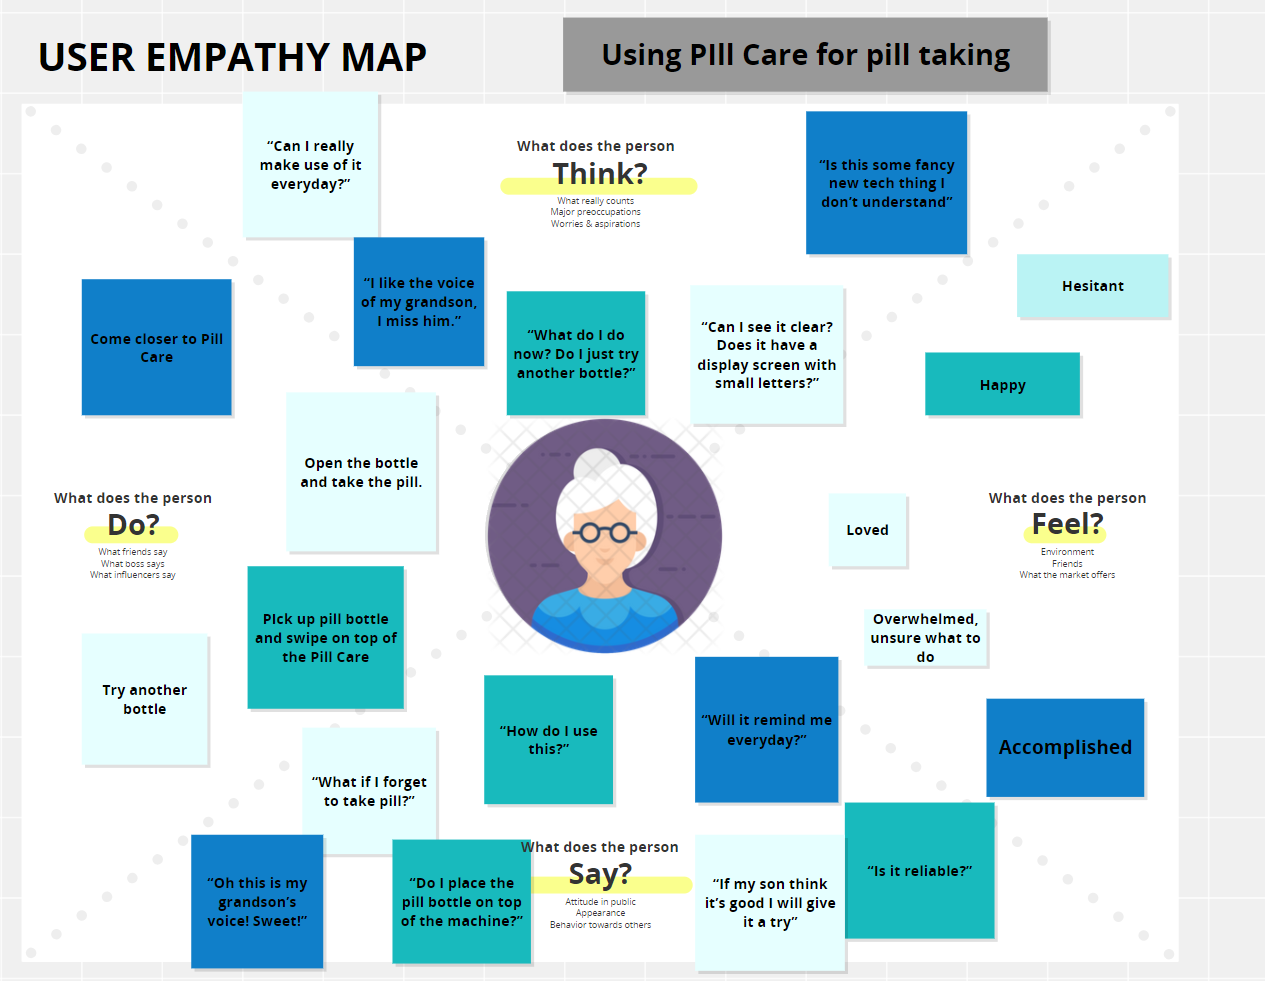 USER EMPATHY MAP
Using PIll Care for pill taking
“Can I really
make use of it
everyday?”
What does the person
Think?
What really counts
Major preoccupations
Worries & aspirations
“Is this some fancy
new tech thing I
don’t understand”
“I like the voice
of my grandson,
I miss him.”
Hesitant
Come closer to Pill
Care
“What do I do
now? Do I just try
another bottle?”
“Can I see it clear?
Does it have a
display screen with
small letters?”
Happy
Open the bottle
and take the pill.
What does the person
Do?
What friends say
What boss says
What influencers say
Loved
What does the person
Feel?
Environment
Friends
What the market offers
PIck up pill bottle
and swipe on top of
the Pill Care
Overwhelmed,
unsure what to
do
Try another
bottle
“How do I use
this?”
“Will it remind me
everyday?”
Accomplished
“What if I forget
to take pill?”
“Oh this is my
grandson’s
voice! Sweet!”
“Do I place the
pill bottle on top
of the machine?”
What does the person
Say?
Attitude in public
Appearance
Behavior towards others
“If my son think
it’s good I will give
it a try”
“Is it reliable?”